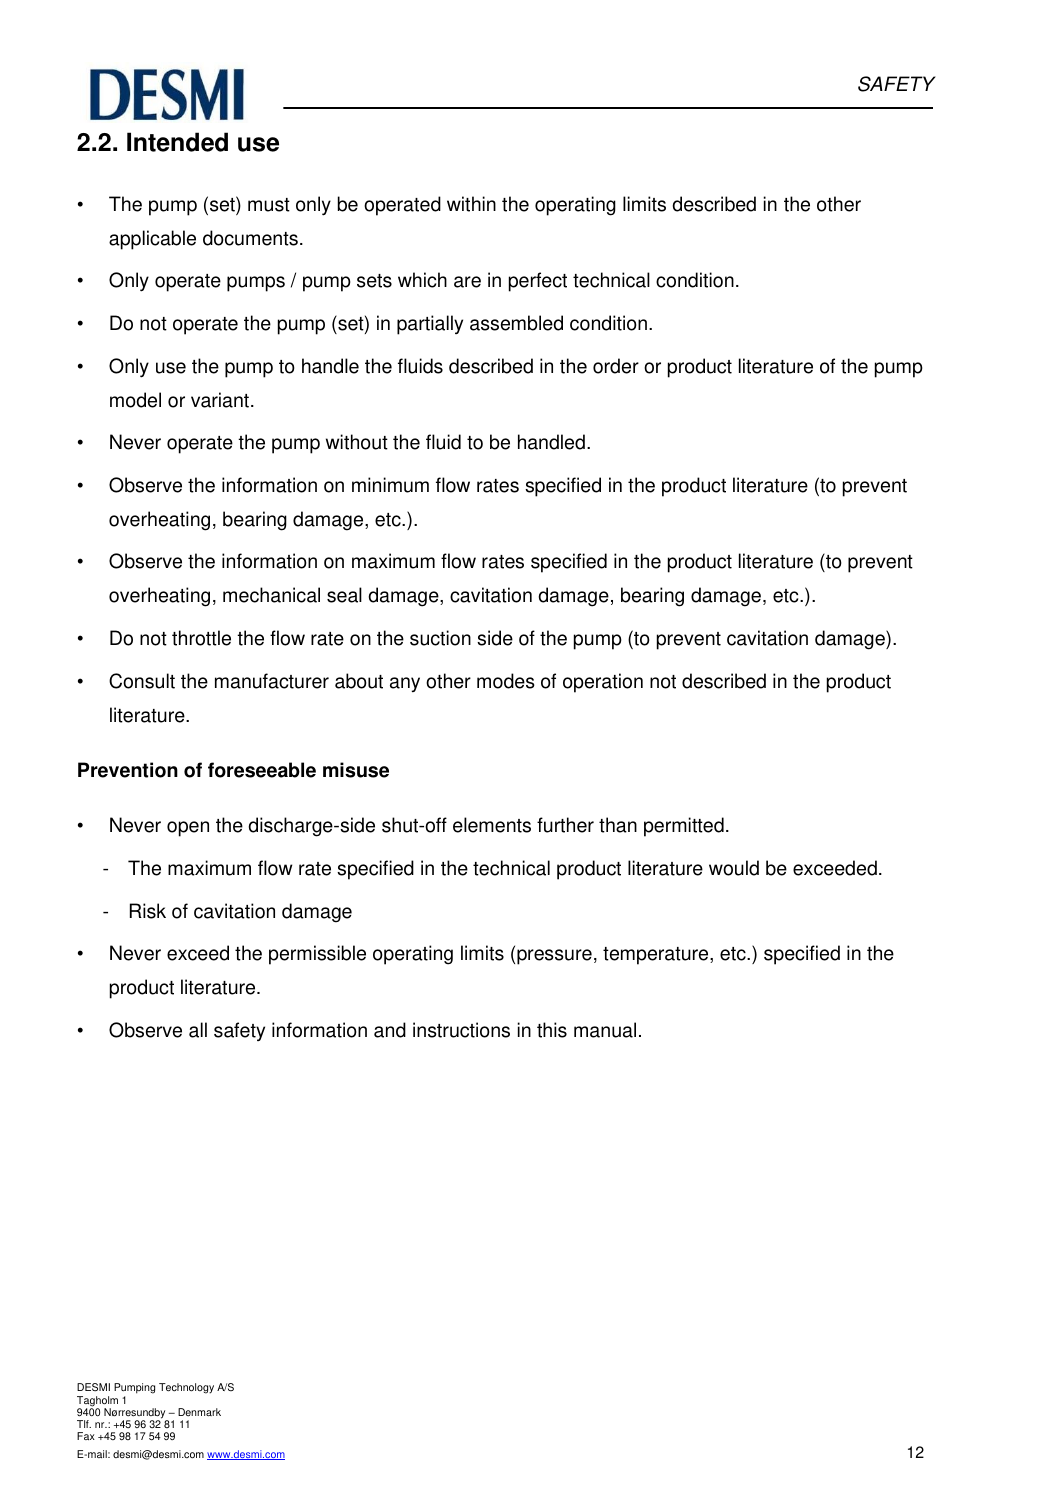 DESMI
SAFETY
2.2. Intended use
• The pump (set) must only be operated within the operating limits described in the other
applicable documents.
• Only operate pumps / pump sets which are in perfect technical condition.
• Do not operate the pump (set) in partially assembled condition.
• Only use the pump to handle the fluids described in the order or product literature of the pump
model or variant.
• Never operate the pump without the fluid to be handled.
• Observe the information on minimum flow rates specified in the product literature (to prevent
overheating, bearing damage, etc.).
• Observe the information on maximum flow rates specified in the product literature (to prevent
overheating, mechanical seal damage, cavitation damage, bearing damage, etc.).
• Do not throttle the flow rate on the suction side of the pump (to prevent cavitation damage).
• Consult the manufacturer about any other modes of operation not described in the product
literature.
Prevention of foreseeable misuse
• Never open the discharge-side shut-off elements further than permitted.
- The maximum flow rate specified in the technical product literature would be exceeded.
- Risk of cavitation damage
• Never exceed the permissible operating limits (pressure, temperature, etc.) specified in the
product literature.
• Observe all safety information and instructions in this manual.
DESMI Pumping Technology A/S
Tagholm 1
9400 Nørresundby – Denmark
Tlf. nr.: +45 96 32 81 11
Fax +45 98 17 54 99
E-mail: desmi@desmi.com www.desmi.com
12